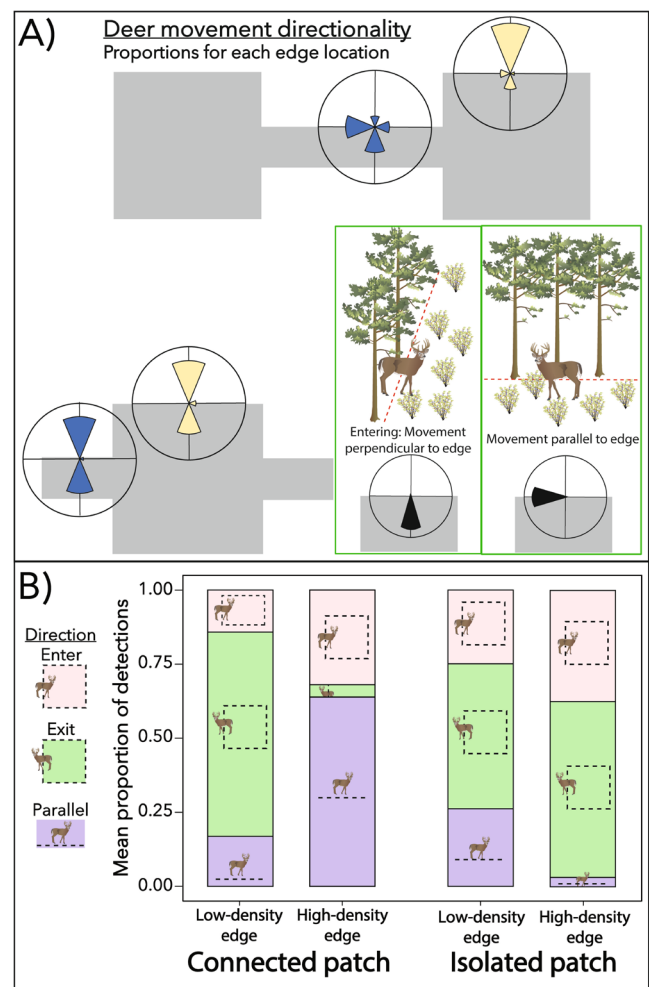 A)
Deer movement directionality
Proportions for each edge location
Entering: Movement
perpendicular to edge
Movement parallel to edge
B)
Direction
Enter
Exit
Parallel
Mean proportion of detections
1.00
0.75
0.50
0.25
0.00
Low-density
edge
High-density
edge
Low-density
edge
High-density
edge
Connected patch
Isolated patch